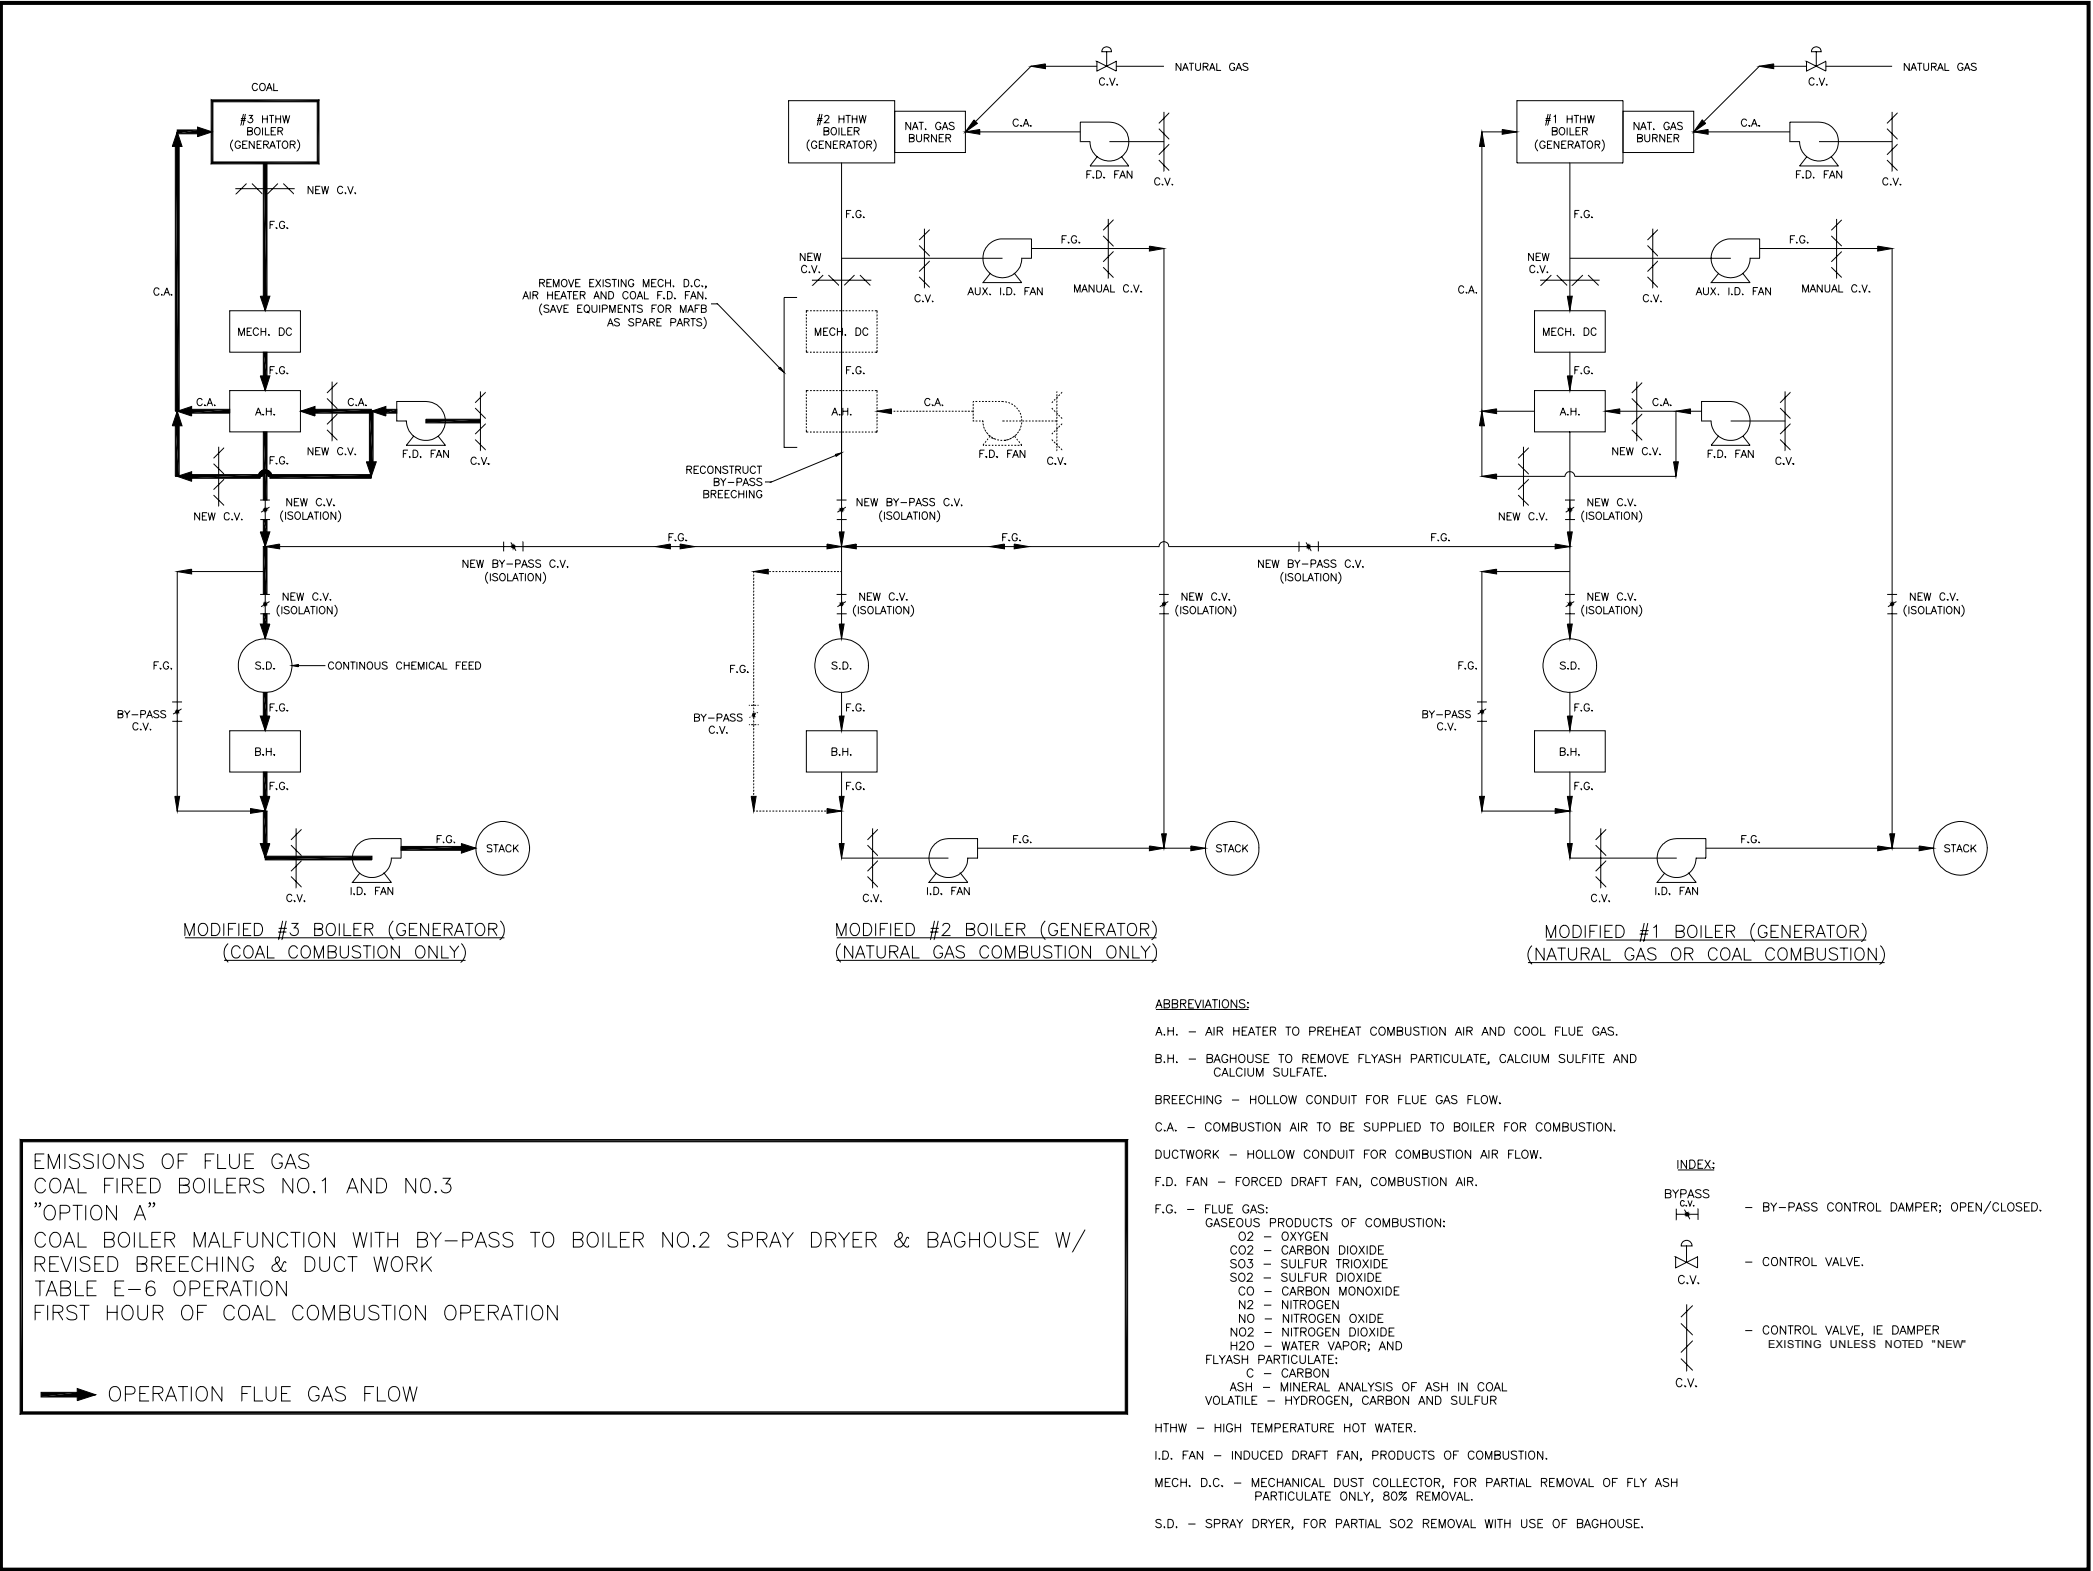 COAL
#3 HTHW
BOILER
(GENERATOR)
NEW C.V.
F.G.
C.A.
MECH. DC
F.G.
C.A.
A.H.
C.A.
NEW C.V.
F.D. FAN
C.V.
F.G.
NEW C.V.
NEW C.V.
(ISOLATION)
F.G.
NEW BY-PASS C.V.
(ISOLATION)
NEW C.V.
(ISOLATION)
F.G.
S.D.
CONTINOUS CHEMICAL FEED
F.G.
BY-PASS
C.V.
B.H.
F.G.
C.V.
I.D. FAN
F.G.
STACK
MODIFIED #3 BOILER (GENERATOR)
(COAL COMBUSTION ONLY)
NATURAL GAS
C.V.
#2 HTHW
BOILER
(GENERATOR)
NAT. GAS
BURNER
C.A.
F.D. FAN
C.V.
F.G.
NEW
C.V.
C.V.
AUX. I.D. FAN
F.G.
MANUAL C.V.
REMOVE EXISTING MECH. D.C.,
AIR HEATER AND COAL F.D. FAN.
(SAVE EQUIPMENTS FOR MAFB
AS SPARE PARTS)
MECH. DC
F.G.
A.H.
C.A.
F.D. FAN
C.V.
RECONSTRUCT
BY-PASS
BREECHING
NEW BY-PASS C.V.
(ISOLATION)
F.G.
F.G.
NEW BY-PASS C.V.
(ISOLATION)
NEW C.V.
(ISOLATION)
NEW C.V.
(ISOLATION)
F.G.
S.D.
F.G.
BY-PASS
C.V.
B.H.
F.G.
C.V.
I.D. FAN
F.G.
STACK
MODIFIED #2 BOILER (GENERATOR)
(NATURAL GAS COMBUSTION ONLY)
NATURAL GAS
C.V.
#1 HTHW
BOILER
(GENERATOR)
NAT. GAS
BURNER
C.A.
F.D. FAN
C.V.
F.G.
NEW
C.V.
C.V.
AUX. I.D. FAN
F.G.
MANUAL C.V.
C.A.
MECH. DC
F.G.
A.H.
C.A.
NEW C.V.
F.D. FAN
C.V.
NEW C.V.
NEW C.V.
(ISOLATION)
NEW C.V.
(ISOLATION)
NEW C.V.
(ISOLATION)
F.G.
S.D.
F.G.
BY-PASS
C.V.
B.H.
F.G.
C.V.
I.D. FAN
F.G.
STACK
MODIFIED #1 BOILER (GENERATOR)
(NATURAL GAS OR COAL COMBUSTION)
ABBREVIATIONS:
A.H. - AIR HEATER TO PREHEAT COMBUSTION AIR AND COOL FLUE GAS.
B.H. - BAGHOUSE TO REMOVE FLYASH PARTICULATE, CALCIUM SULFITE AND
CALCIUM SULFATE.
BREECHING - HOLLOW CONDUIT FOR FLUE GAS FLOW.
C.A. - COMBUSTION AIR TO BE SUPPLIED TO BOILER FOR COMBUSTION.
DUCTWORK - HOLLOW CONDUIT FOR COMBUSTION AIR FLOW.
F.D. FAN - FORCED DRAFT FAN, COMBUSTION AIR.
F.G. - FLUE GAS:
GASEOUS PRODUCTS OF COMBUSTION:
O2 - OXYGEN
CO2 - CARBON DIOXIDE
SO3 - SULFUR TRIOXIDE
SO2 - SULFUR DIOXIDE
CO - CARBON MONOXIDE
N2 - NITROGEN
NO - NITROGEN OXIDE
NO2 - NITROGEN DIOXIDE
H2O - WATER VAPOR; AND
FLYASH PARTICULATE:
C - CARBON
ASH - MINERAL ANALYSIS OF ASH IN COAL
VOLATILE - HYDROGEN, CARBON AND SULFUR
HTHW - HIGH TEMPERATURE HOT WATER.
I.D. FAN - INDUCED DRAFT FAN, PRODUCTS OF COMBUSTION.
MECH. D.C. - MECHANICAL DUST COLLECTOR, FOR PARTIAL REMOVAL OF FLY ASH
PARTICULATE ONLY, 80% REMOVAL.
S.D. - SPRAY DRYER, FOR PARTIAL SO2 REMOVAL WITH USE OF BAGHOUSE.
INDEX:
BYPASS
C.V.
- BY-PASS CONTROL DAMPER; OPEN/CLOSED.
C.V.
- CONTROL VALVE.
C.V.
- CONTROL VALVE, IE DAMPER
EXISTING UNLESS NOTED "NEW"
EMISSIONS OF FLUE GAS
COAL FIRED BOILERS NO.1 AND NO.3
"OPTION A"
COAL BOILER MALFUNCTION WITH BY-PASS TO BOILER NO.2 SPRAY DRYER & BAGHOUSE W/
REVISED BREECHING & DUCT WORK
TABLE E-6 OPERATION
FIRST HOUR OF COAL COMBUSTION OPERATION
OPERATION FLUE GAS FLOW